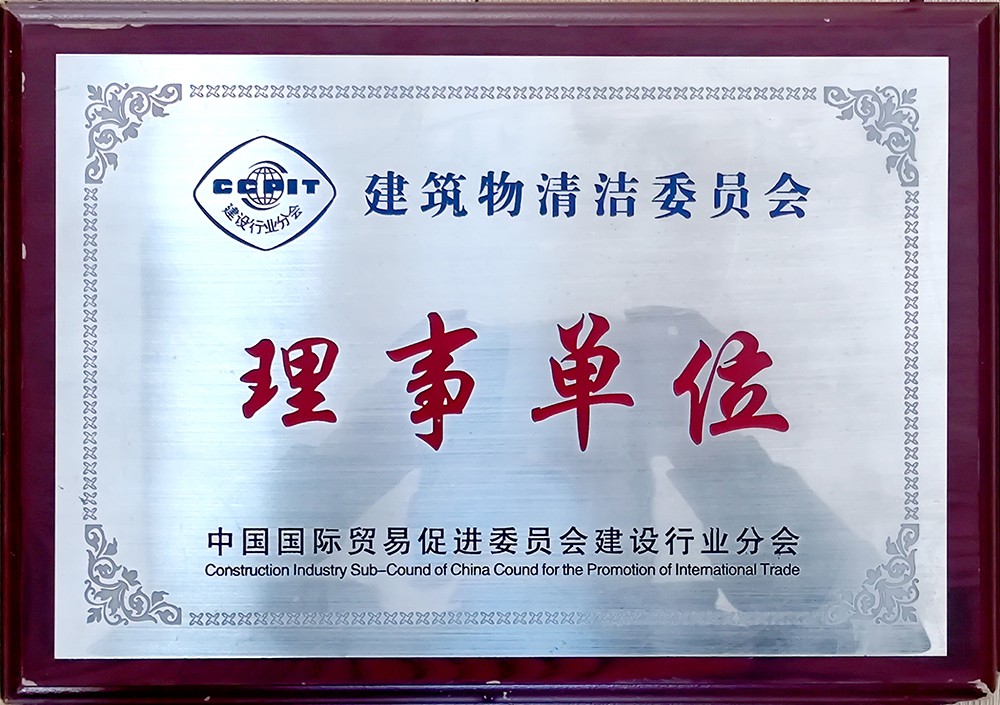 CCPIT
建设行业分会
建筑物清洁委员会
理事单位
中国国际贸易促进委员会建设行业分会
Construction Industry Sub-Cound of China Cound for the Promotion of International Trade